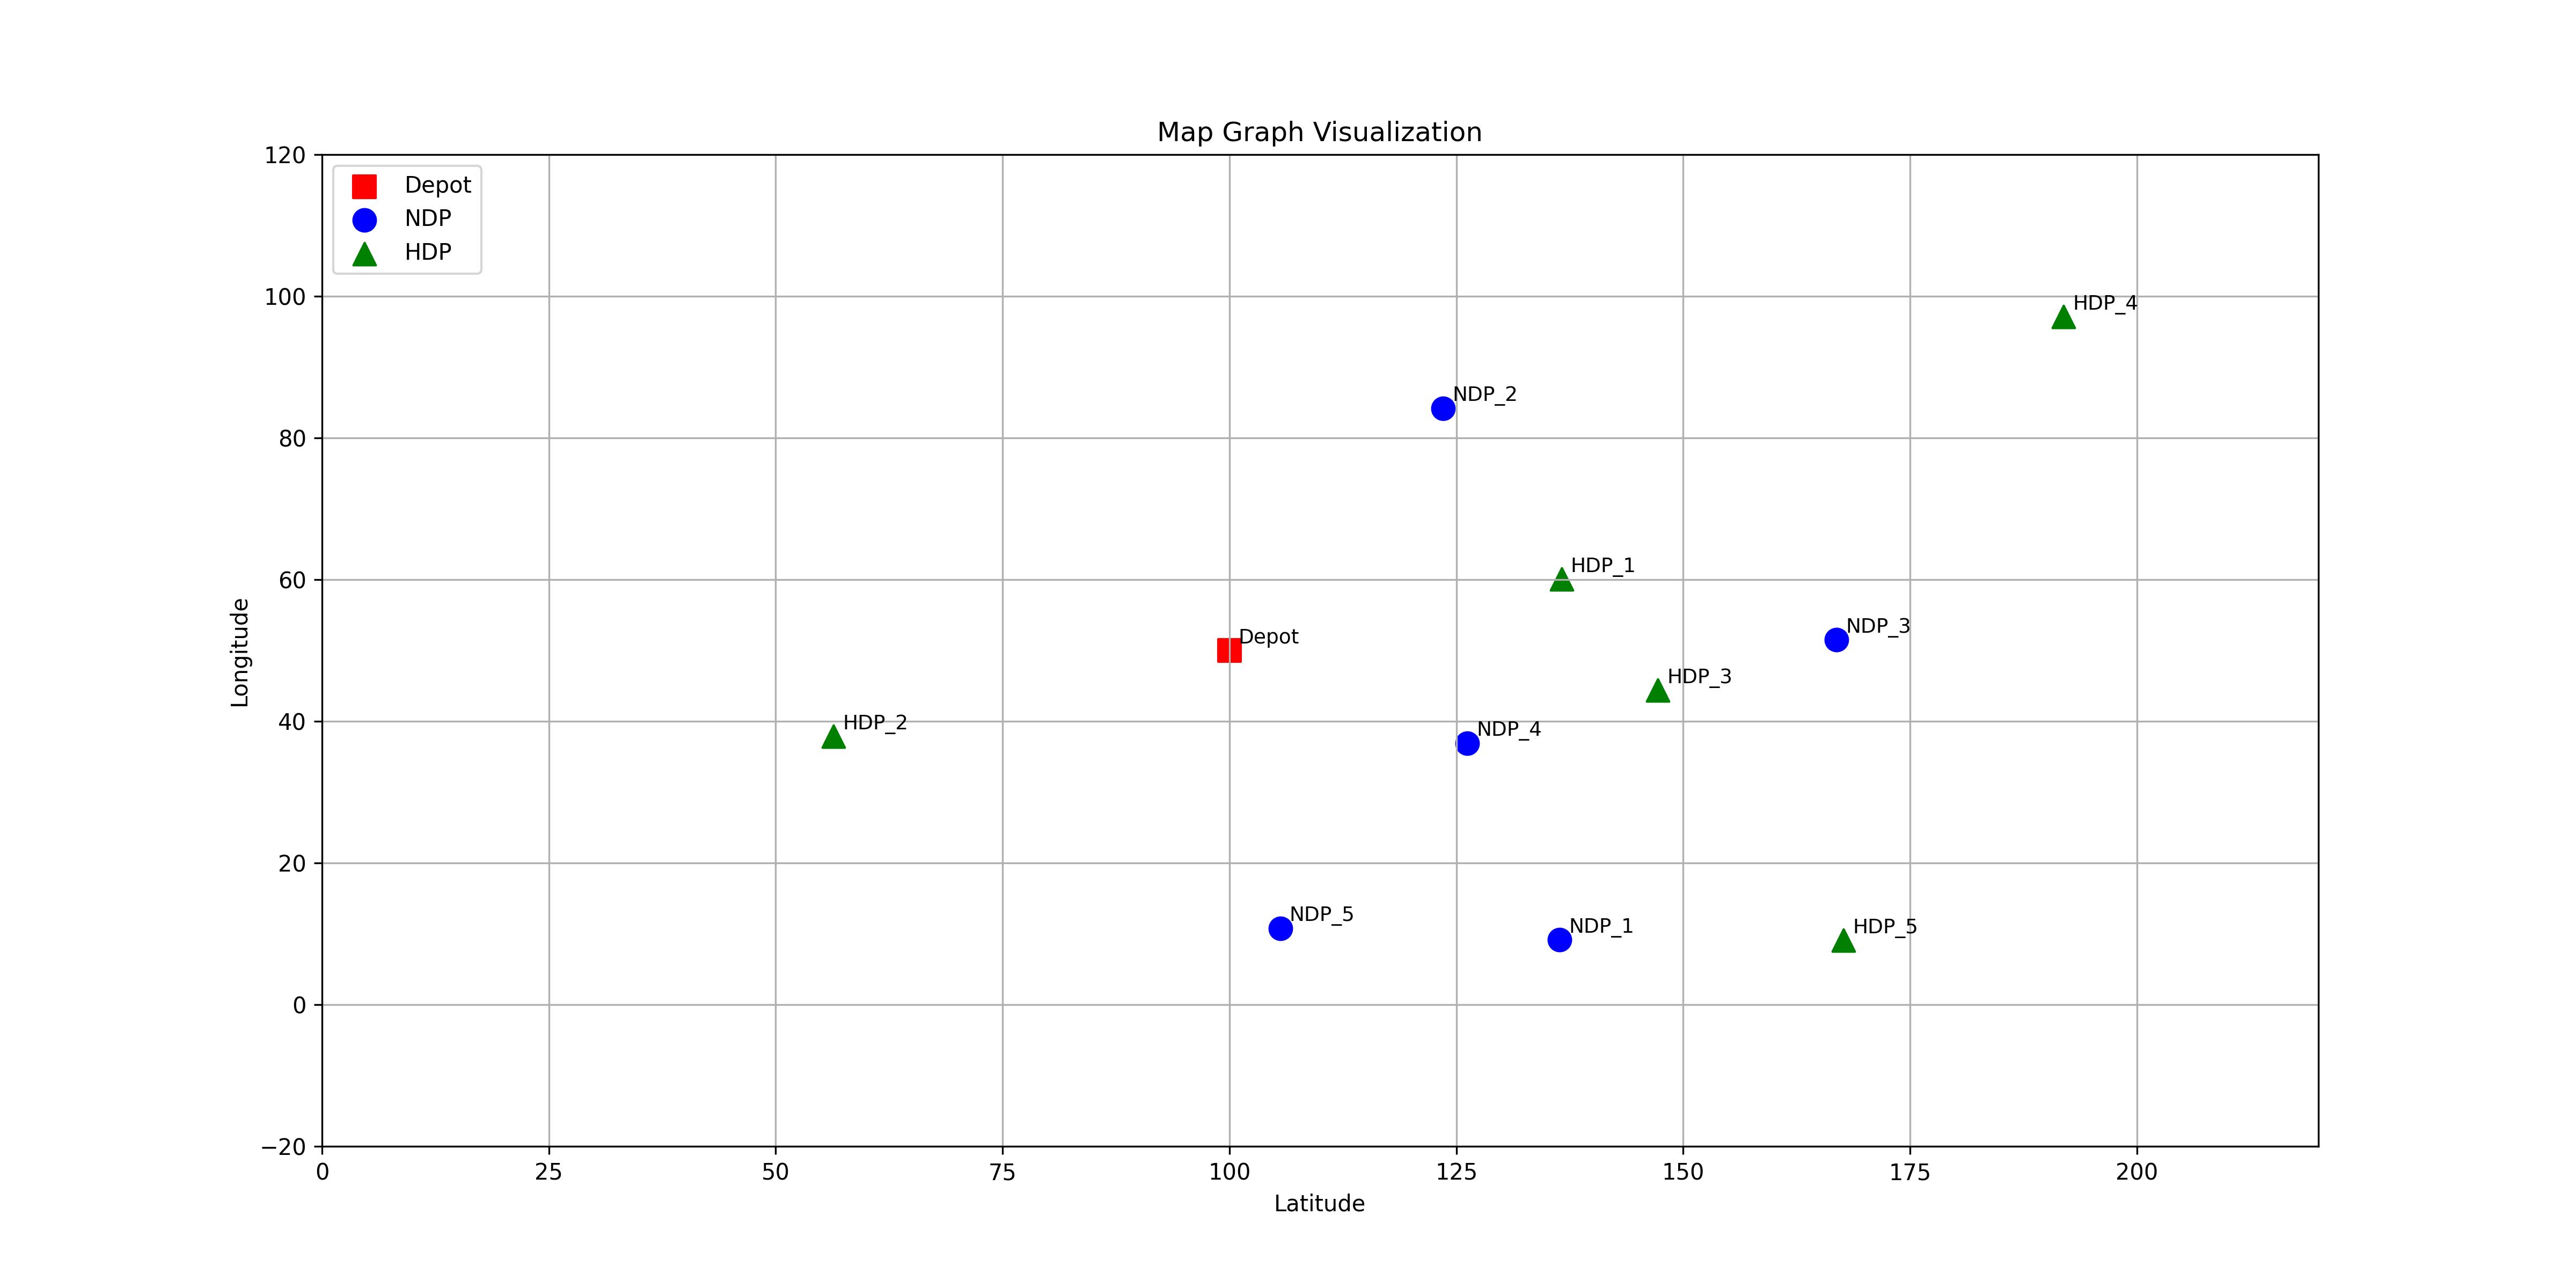 Map Graph Visualization
120
100
80
60
40
20
0
−20
Longitude
Depot
NDP
HDP
HDP_4
NDP_2
HDP_1
NDP_3
Depot
HDP_3
HDP_2
NDP_4
NDP_5
NDP_1
HDP_5
0 25 50 75 100 125 150 175 200
Latitude